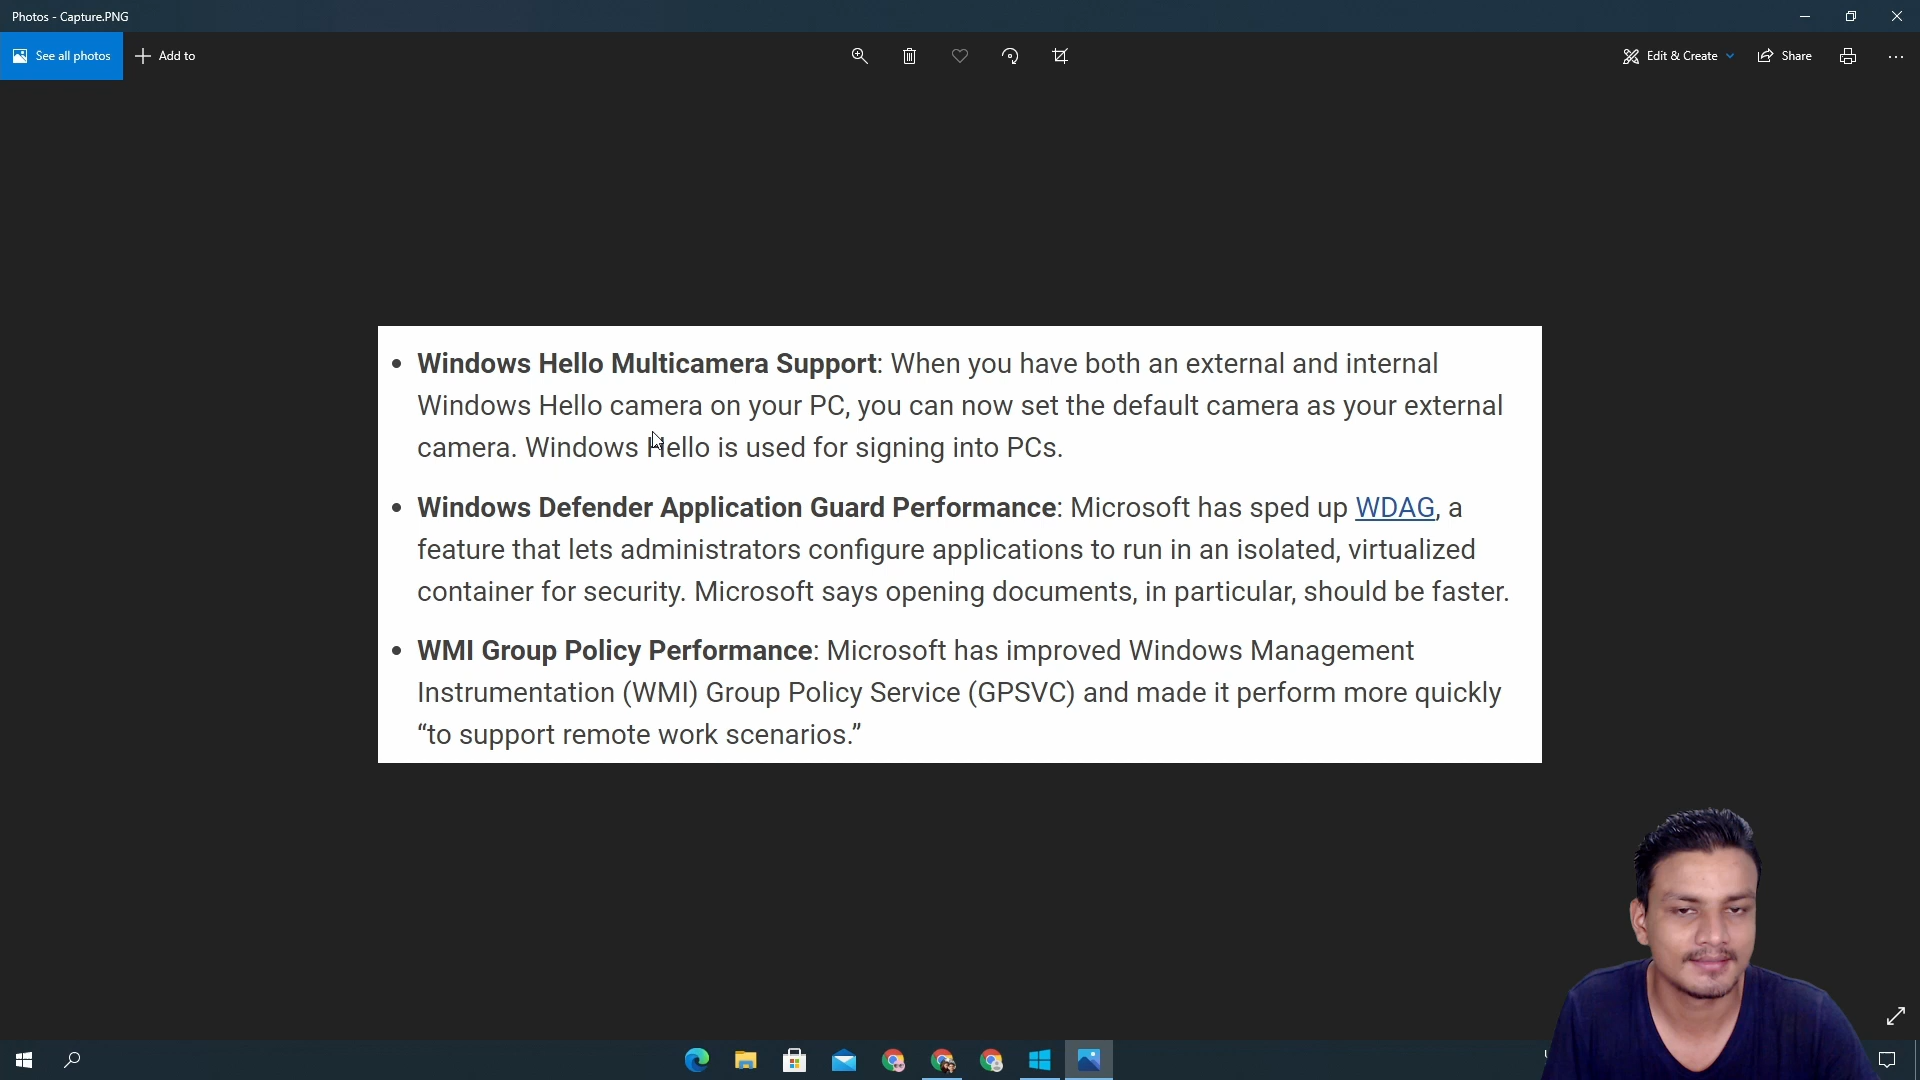 Photos - Capture.PNG
See all photos
Add to
Edit & Create
Share
• Windows Hello Multicamera Support: When you have both an external and internal
Windows Hello camera on your PC, you can now set the default camera as your external
camera. Windows Hello is used for signing into PCs.
• Windows Defender Application Guard Performance: Microsoft has sped up WDAG, a
feature that lets administrators configure applications to run in an isolated, virtualized
container for security. Microsoft says opening documents, in particular, should be faster.
• WMI Group Policy Performance: Microsoft has improved Windows Management
Instrumentation (WMI) Group Policy Service (GPSVC) and made it perform more quickly
“to support remote work scenarios.”